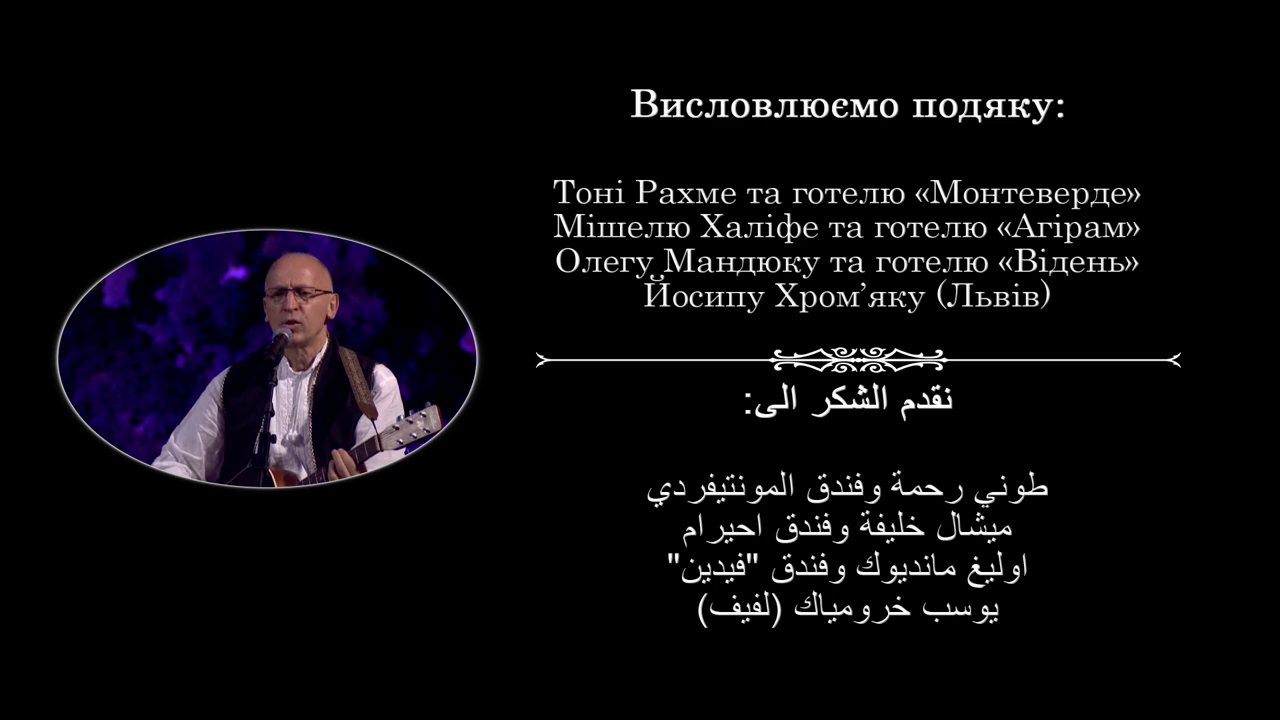 Висловлюємо подяку:
Тоні Рахме та готелю «Монтеверде»
Мішелю Халіфе та готелю «Агірам»
Олегу Мандюку та готелю «Відень»
Йосипу Хром’яку (Львів)
نقدم الشكر الى:
طوني رحمة وفندق المونتيفردي
ميشال خليفة وفندق احيرام
اوليغ مانديوك وفندق "فيدين"
يوسب خرومياك (لفيف)